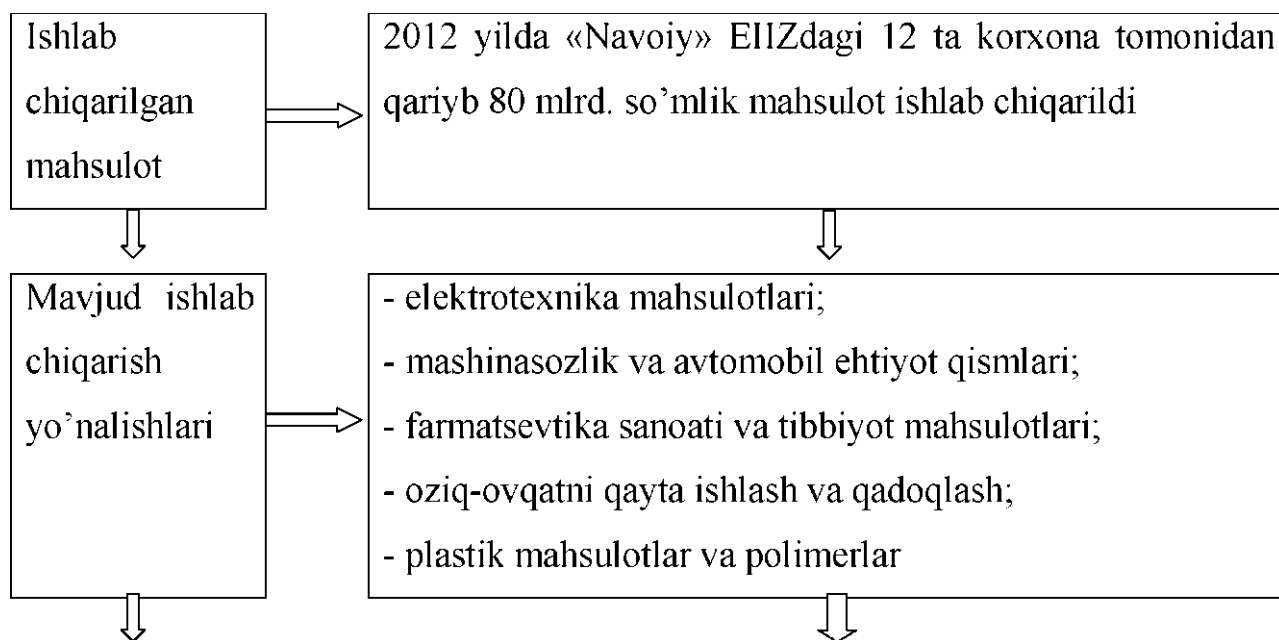 Ishlab
chiqarilgan
mahsulot
2012 yilda «Navoiy» EIIZdagi 12 ta korxona tomonidan
qariyb 80 mlrd. so’mlik mahsulot ishlab chiqarildi
Mavjud ishlab
chiqarish
yo’nalishlari
- elektrotexnika mahsulotlari;
- mashinasozlik va avtomobil ehtiyot qismlari;
- farmatsevtika sanoati va tibbiyot mahsulotlari;
- oziq-ovqatni qayta ishlash va qadoqlash;
- plastik mahsulotlar va polimerlar